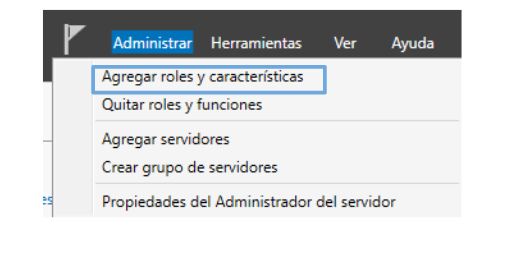 Administrar Herramientas Ver Ayuda
Agregar roles y características
Quitar roles y funciones
Agregar servidores
Crear grupo de servidores
es
Propiedades del Administrador del servidor